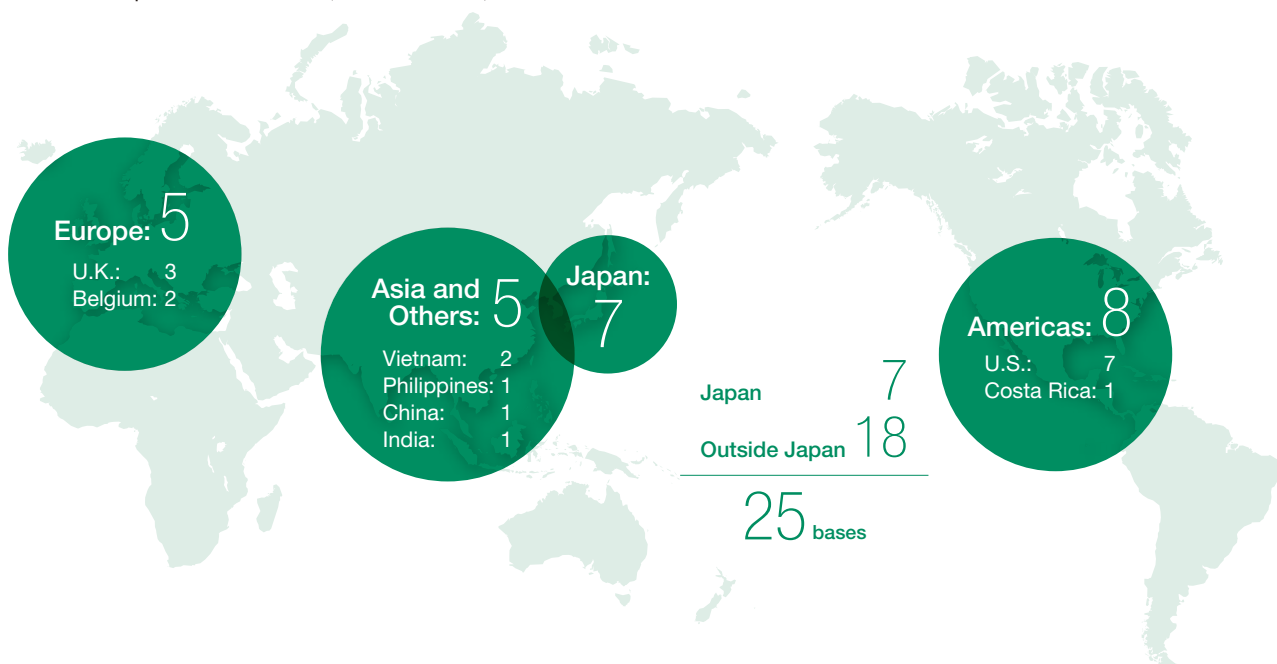 Europe: 5
U.K.: 3
Belgium: 2
Asia and
Others: 5
Vietnam: 2
Philippines: 1
China: 1
India: 1
Japan:
7
Japan 7
Outside Japan 18
25 bases
Americas: 8
U.S.: 7
Costa Rica: 1